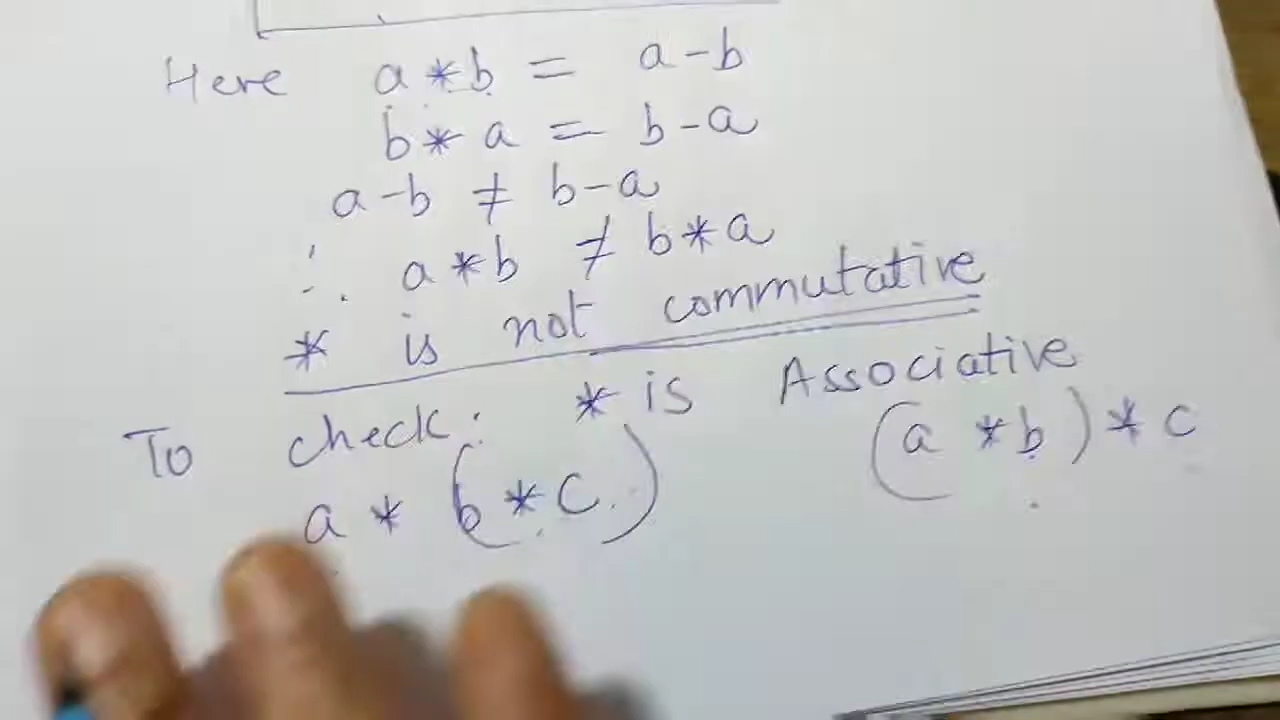 Here a * b = a - b
b * a = b - a
a - b ≠ b - a
∴ a * b ≠ b * a
* is not commutative
To check: * is Associative
a * (b * c) (a * b) * c